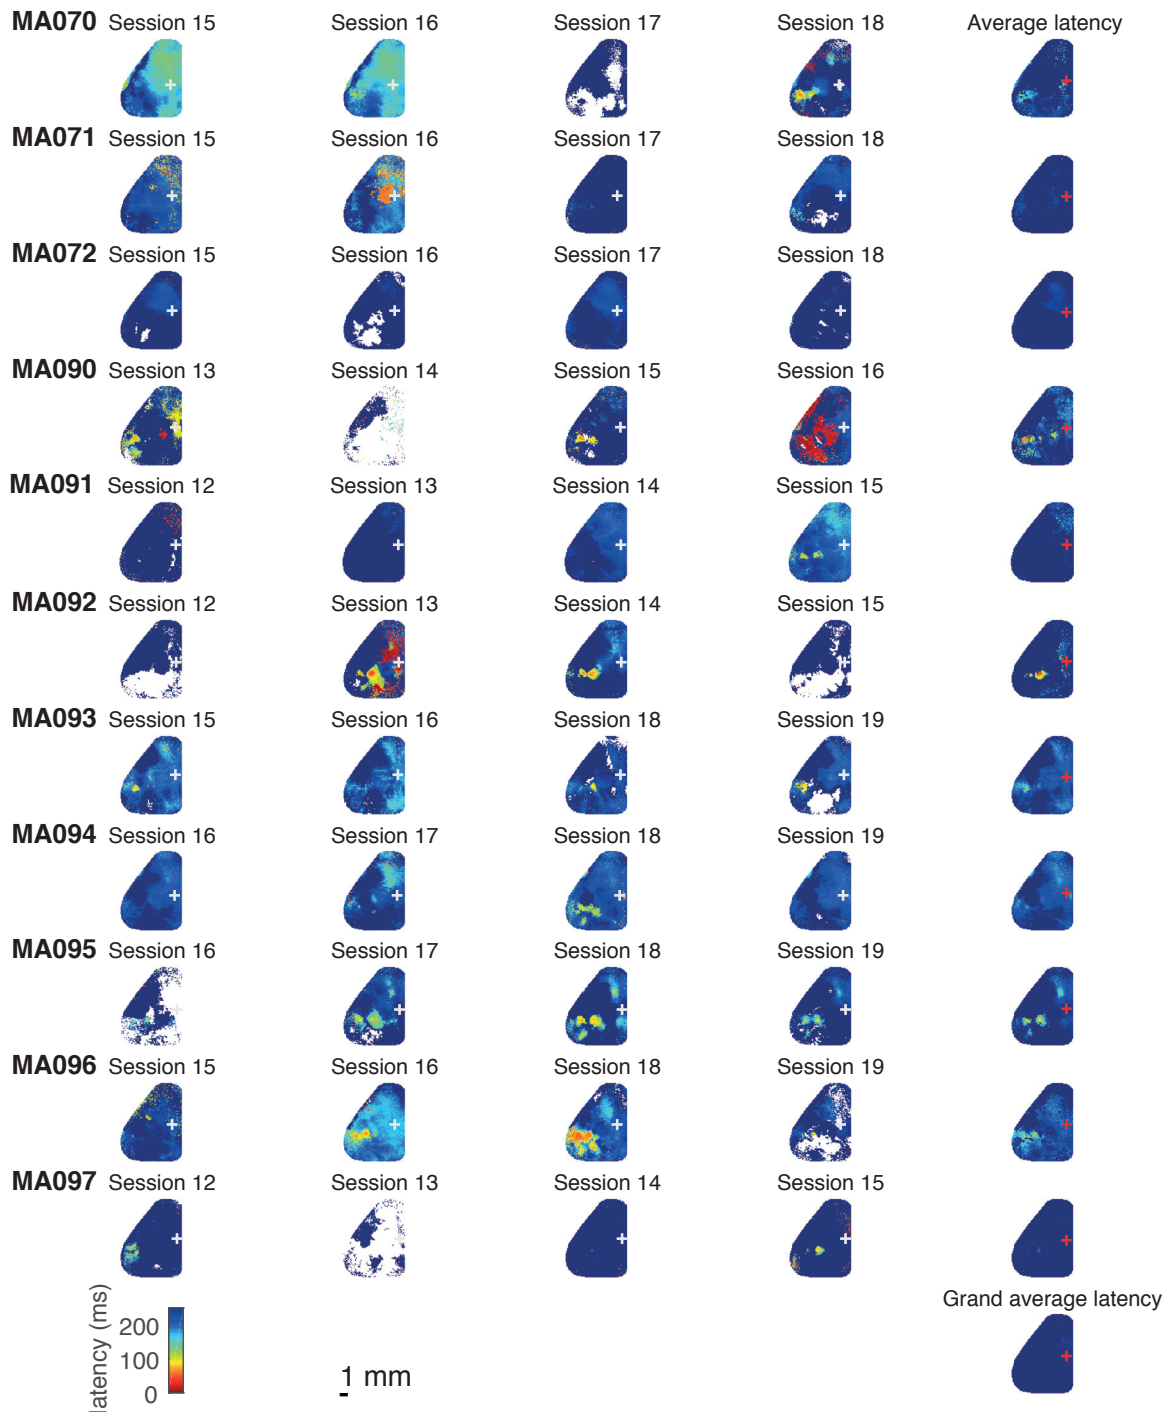 MA070 Session 15 Session 16 Session 17 Session 18 Average latency
MA071 Session 15 Session 16 Session 17 Session 18
MA072 Session 15 Session 16 Session 17 Session 18
MA090 Session 13 Session 14 Session 15 Session 16
MA091 Session 12 Session 13 Session 14 Session 15
MA092 Session 12 Session 13 Session 14 Session 15
MA093 Session 15 Session 16 Session 18 Session 19
MA094 Session 16 Session 17 Session 18 Session 19
MA095 Session 16 Session 17 Session 18 Session 19
MA096 Session 15 Session 16 Session 18 Session 19
MA097 Session 12 Session 13 Session 14 Session 15
Grand average latency
latency (ms)
200
100
0
1 mm